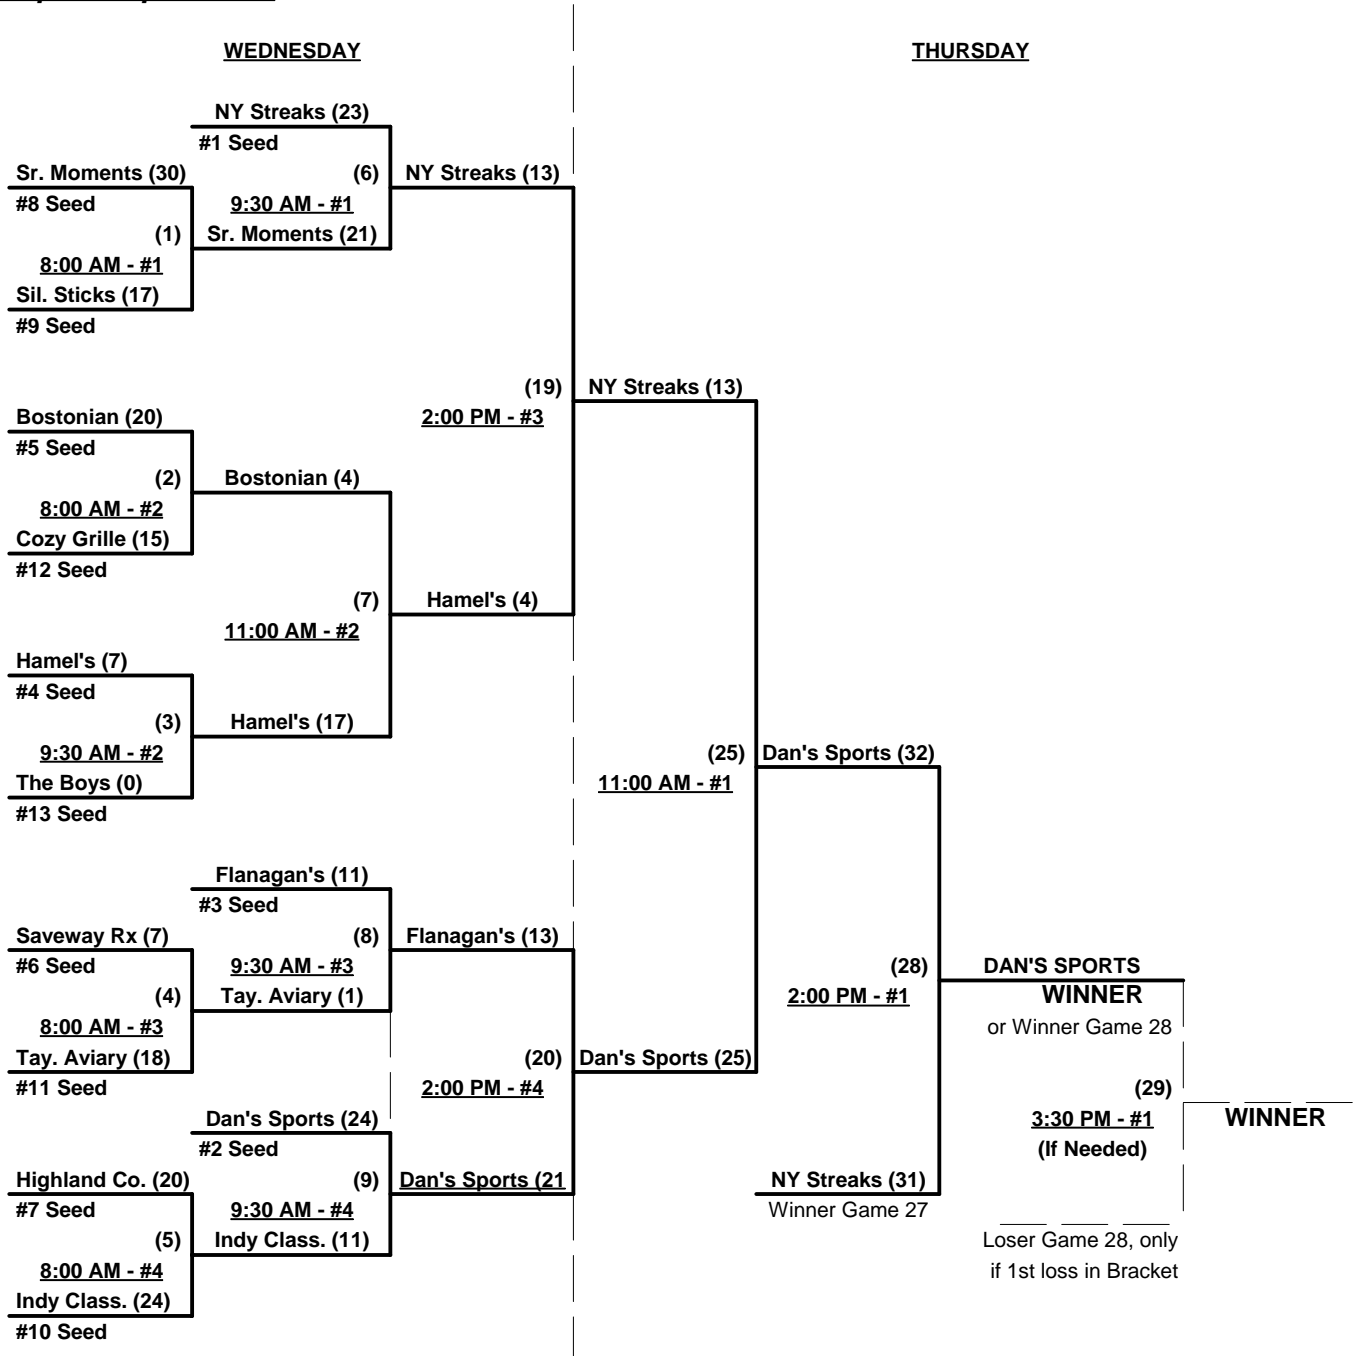 WEDNESDAY
THURSDAY
NY Streaks (23)
#1 Seed
Sr. Moments (30)
(6)
NY Streaks (13)
#8 Seed
9:30 AM - #1
(1)
Sr. Moments (21)
8:00 AM - #1
Sil. Sticks (17)
#9 Seed
(19)
NY Streaks (13)
Bostonian (20)
2:00 PM - #3
#5 Seed
(2)
Bostonian (4)
8:00 AM - #2
Cozy Grille (15)
#12 Seed
(7)
Hamel's (4)
11:00 AM - #2
Hamel's (7)
#4 Seed
(3)
Hamel's (17)
9:30 AM - #2
(25)
Dan's Sports (32)
The Boys (0)
11:00 AM - #1
#13 Seed
Flanagan's (11)
#3 Seed
Saveway Rx (7)
(8)
Flanagan's (13)
#6 Seed
9:30 AM - #3
(28)
DAN'S SPORTS
(4)
Tay. Aviary (1)
2:00 PM - #1
WINNER
8:00 AM - #3
or Winner Game 28
Tay. Aviary (18)
(20)
Dan's Sports (25)
#11 Seed
2:00 PM - #4
(29)
Dan's Sports (24)
3:30 PM - #1
WINNER
#2 Seed
(If Needed)
Highland Co. (20)
(9)
Dan's Sports (21
NY Streaks (31)
#7 Seed
9:30 AM - #4
Winner Game 27
(5)
Indy Class. (11)
Loser Game 28, only
8:00 AM - #4
if 1st loss in Bracket
Indy Class. (24)
#10 Seed